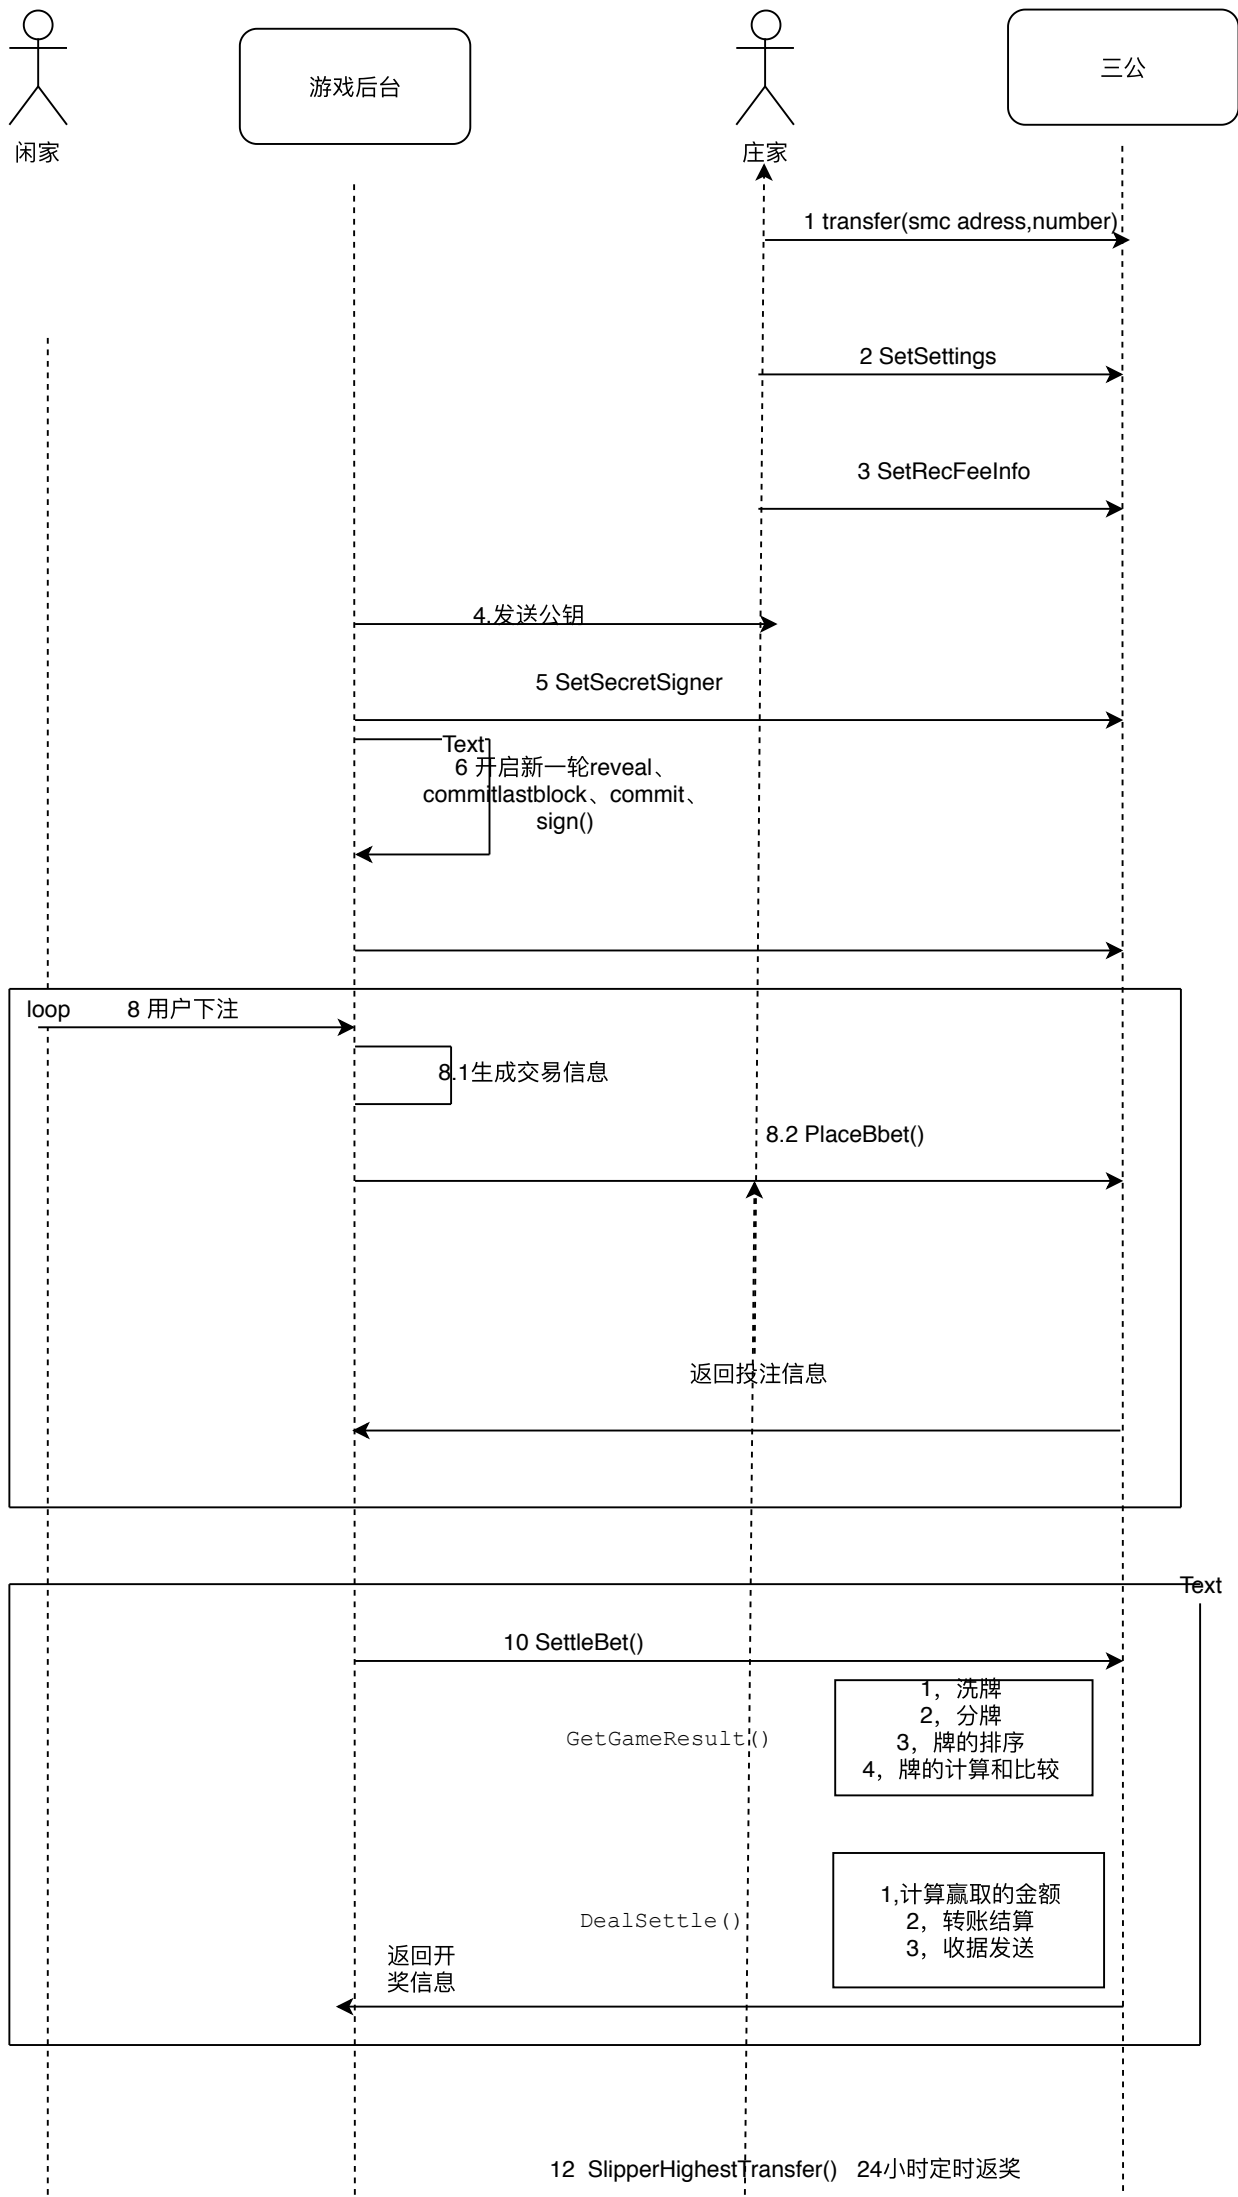 闲家
游戏后台
庄家
三公
1 transfer(smc adress,number)
2 SetSettings
3 SetRecFeeInfo
4.发送公钥
5 SetSecretSigner
Text
6 开启新一轮reveal、
commitlastblock、commit、
sign()
loop
8 用户下注
8.1生成交易信息
8.2 PlaceBbet()
返回投注信息
Text
10 SettleBet()
1，洗牌
2，分牌
3，牌的排序
4，牌的计算和比较
GetGameResult()
1,计算赢取的金额
2，转账结算
3，收据发送
DealSettle()
返回开
奖信息
12  SlipperHighestTransfer()   24小时定时返奖